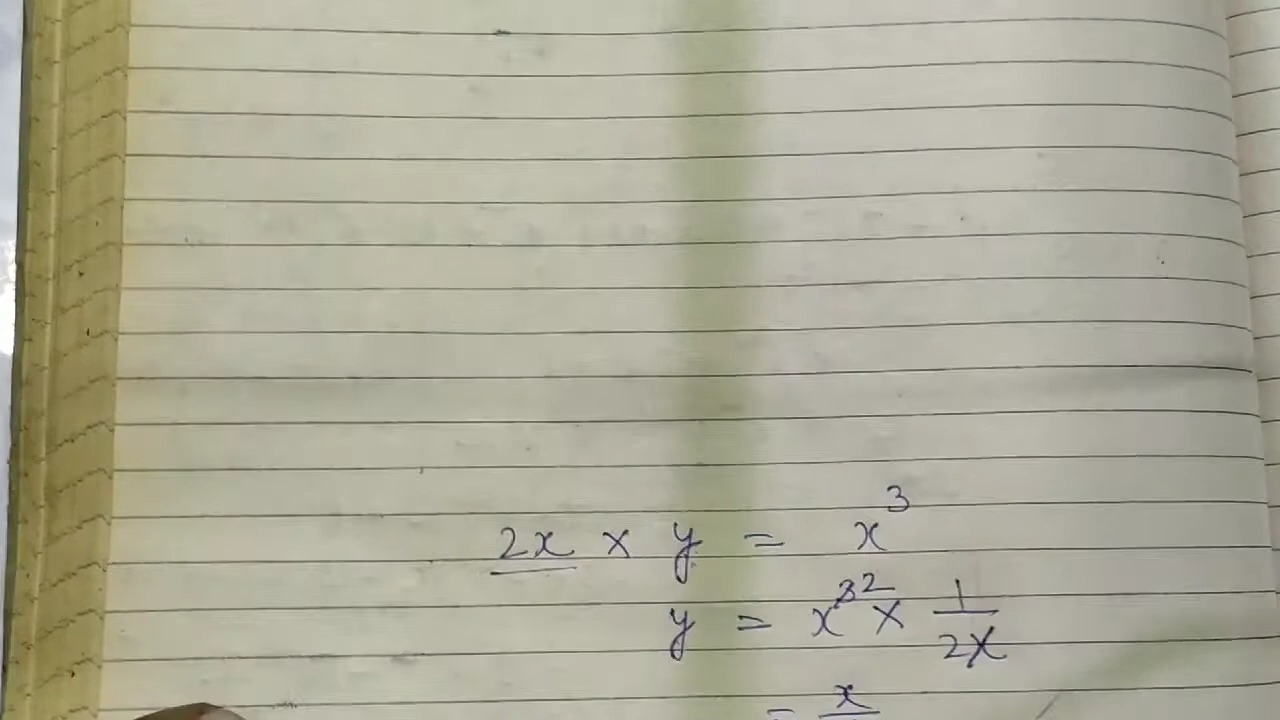 2x × y = x³
y = x³² × 1/2x
= x